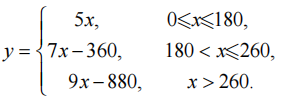 5x, 0⩽x⩽180,
y = { 7x−360, 180 < x⩽260,
9x−880, x > 260.